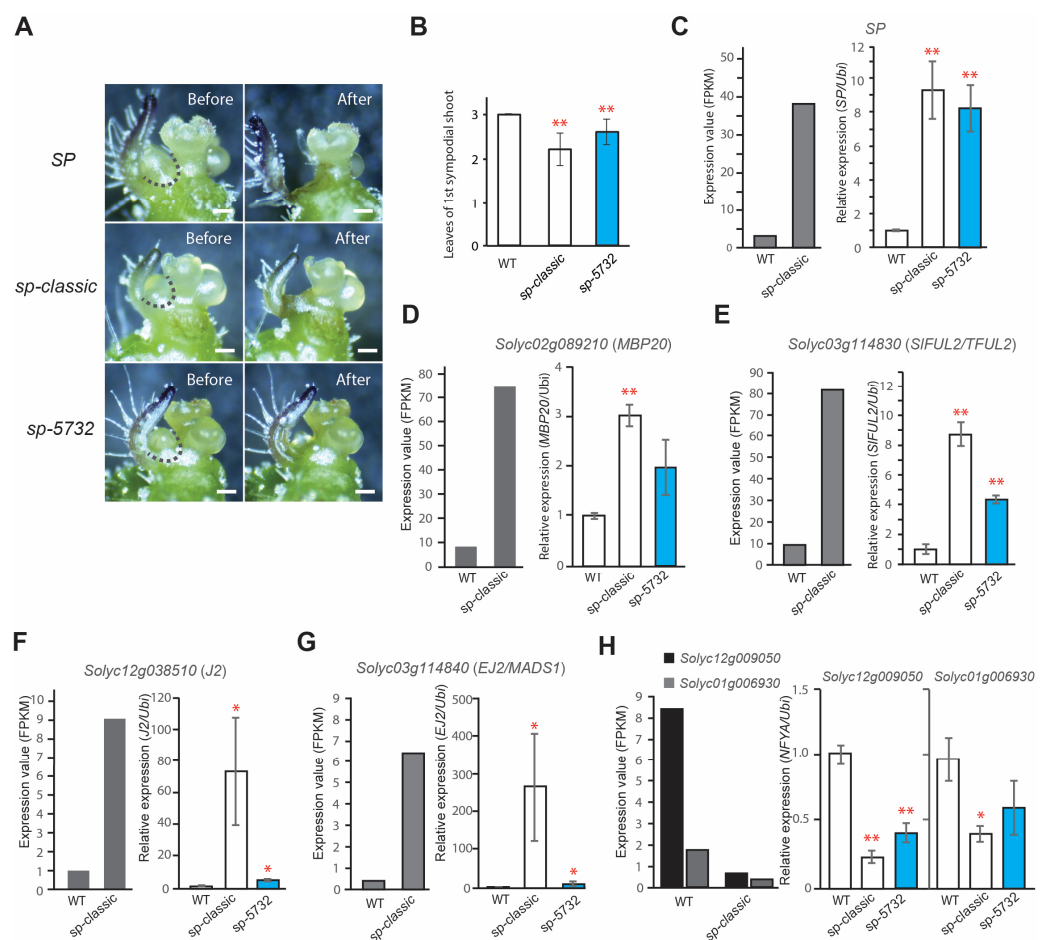 A
Before
After
SP
Before
After
sp-classic
Before
After
sp-5732
B
Leaves of 1st sympodial shoot
3
2
1
0
**
**
WT
sp-classic
sp-5732
C
SP
Expression value (FPKM)
50
40
30
20
10
0
WT
sp-classic
Relative expression (SP/Ubi)
12
10
8
6
4
2
0
**
**
WT
sp-classic
sp-5732
D
Solyc02g089210 (MBP20)
Expression value (FPKM)
80
70
60
50
40
30
20
10
0
WT
sp-classic
Relative expression (MBP20/Ubi)
4
3
2
1
0
**
WT
sp-classic
sp-5732
E
Solyc03g114830 (SlFUL2/TFUL2)
Expression value (FPKM)
90
80
70
60
50
40
30
20
10
0
WT
sp-classic
Relative expression (SlFUL2/Ubi)
12
10
8
6
4
2
0
**
**
WT
sp-classic
sp-5732
F
Solyc12g038510 (J2)
Expression value (FPKM)
10
9
8
7
6
5
4
3
2
1
0
WT
sp-classic
Relative expression (J2/Ubi)
120
100
80
60
40
20
0
*
*
WT
sp-classic
sp-5732
G
Solyc03g114840 (EJ2/MADS1)
Expression value (FPKM)
9
8
7
6
5
4
3
2
1
0
WT
sp-classic
Relative expression (EJ2/Ubi)
500
400
300
200
100
0
*
*
WT
sp-classic
sp-5732
H
Solyc12g009050
Solyc01g006930
Expression value (FPKM)
9
8
7
6
5
4
3
2
1
0
WT
sp-classic
Solyc12g009050
Solyc01g006930
Relative expression (NFYA/Ubi)
1.5
1.0
0.5
0
**
**
*
WT
sp-classic
sp-5732
WT
sp-classic
sp-5732